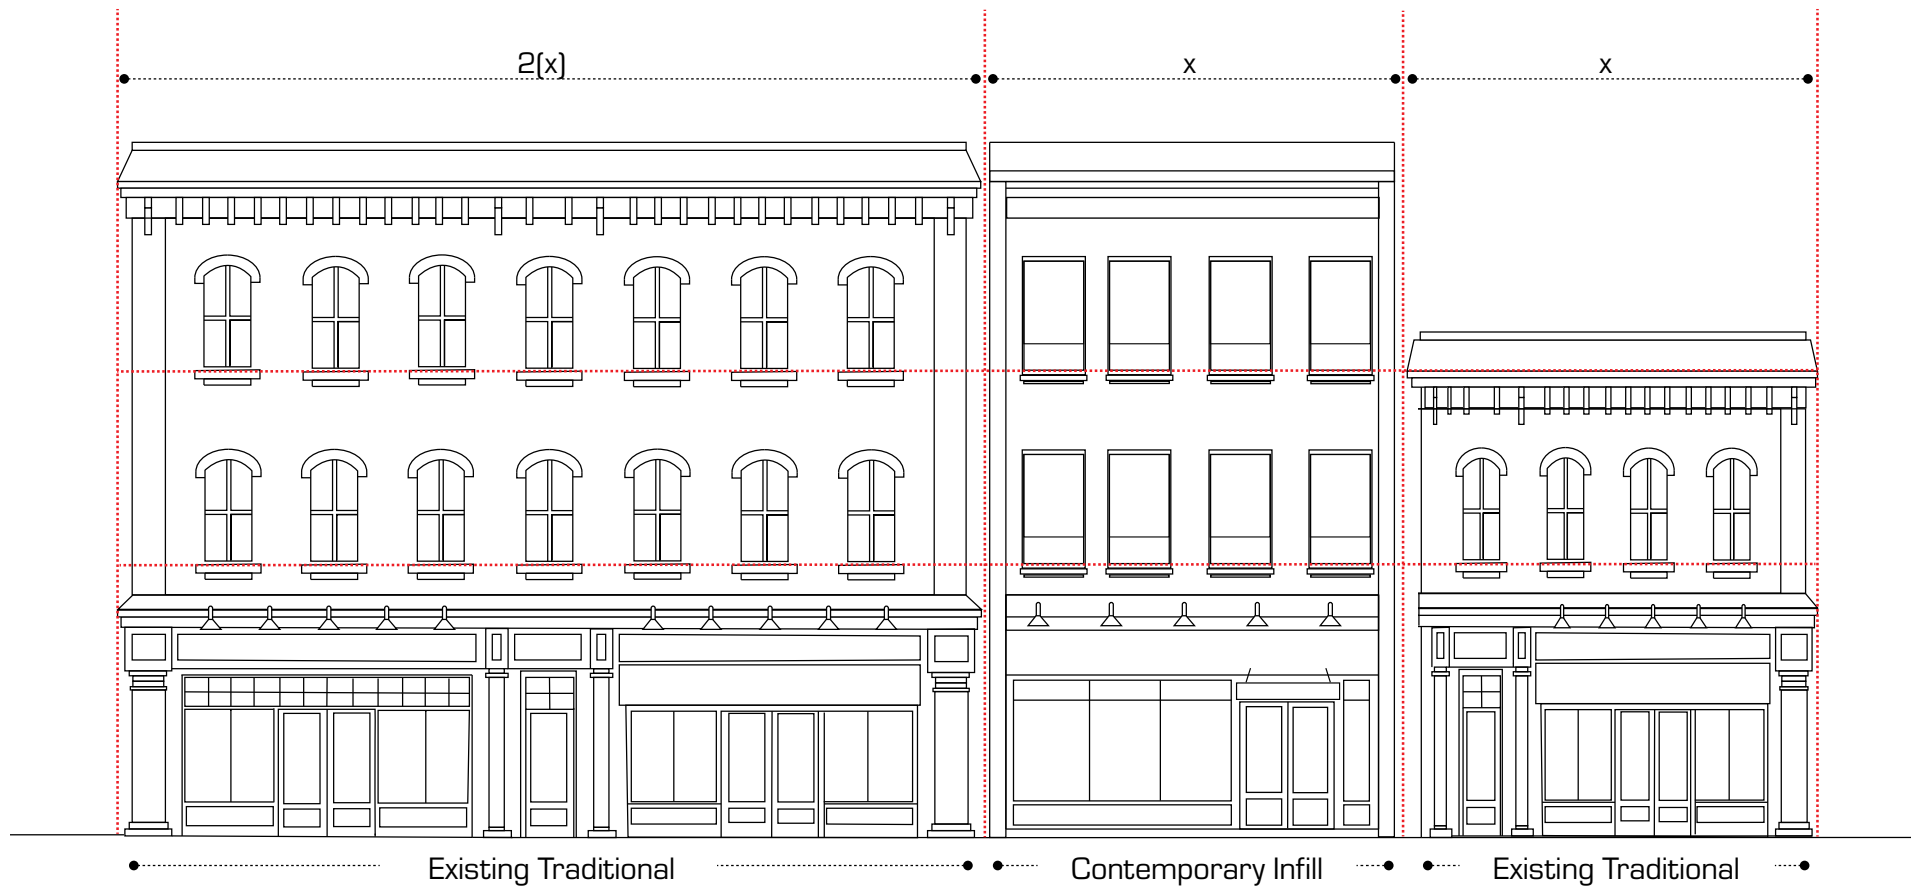 2(x)
x
x
Existing Traditional
Contemporary Infill
Existing Traditional